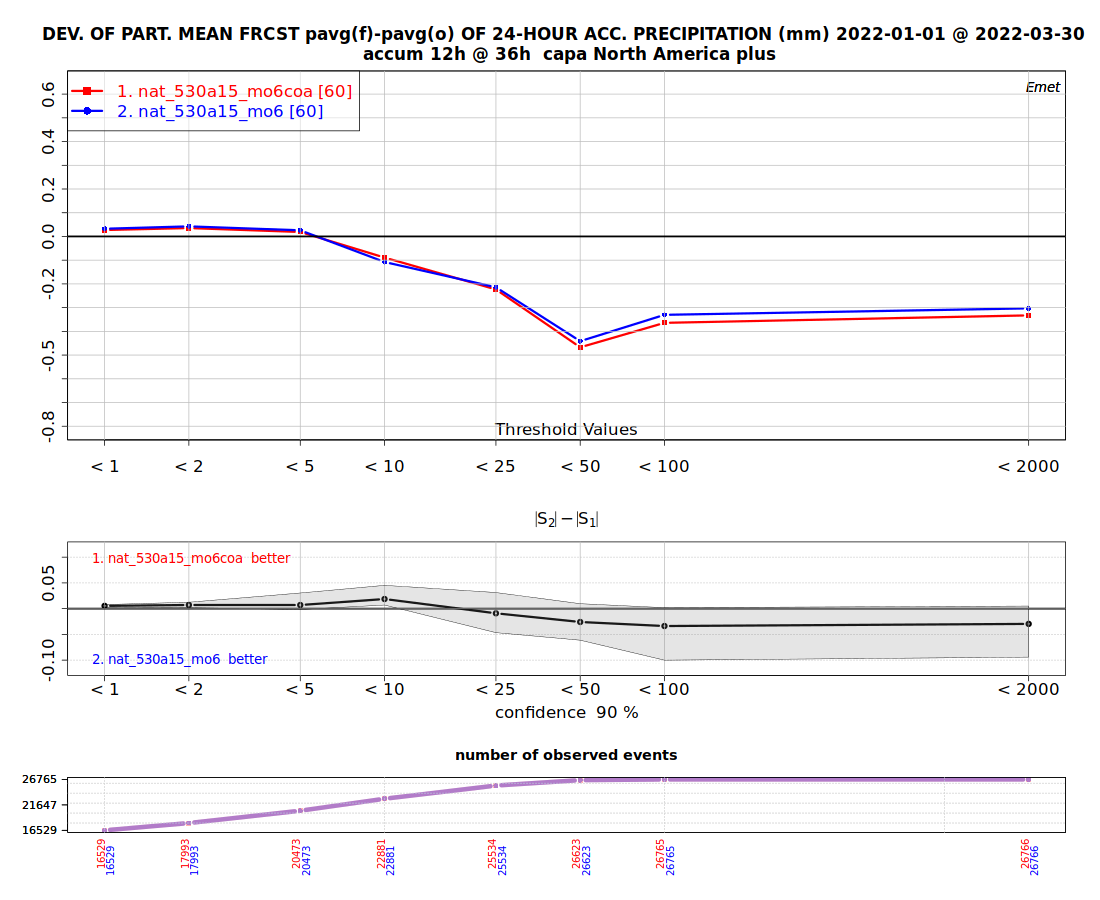 DEV. OF PART. MEAN FRCST pavg(f)-pavg(o) OF 24-HOUR ACC. PRECIPITATION (mm) 2022-01-01 @ 2022-03-30
accum 12h @ 36h  capa North America plus
1. nat_530a15_mo6coa [60]
2. nat_530a15_mo6 [60]
Emet
0.6
0.4
0.2
0.0
-0.2
-0.5
-0.8
Threshold Values
< 1 < 2 < 5 < 10 < 25 < 50 < 100 < 2000
|S2| − |S1|
1. nat_530a15_mo6coa  better
0.05
-0.10
2. nat_530a15_mo6  better
< 1 < 2 < 5 < 10 < 25 < 50 < 100 < 2000
confidence  90 %
number of observed events
26765
21647
16529
16529 17993 20473 22881 25534 26623 26765 26766
16529 17993 20473 22881 25534 26623 26765 26766